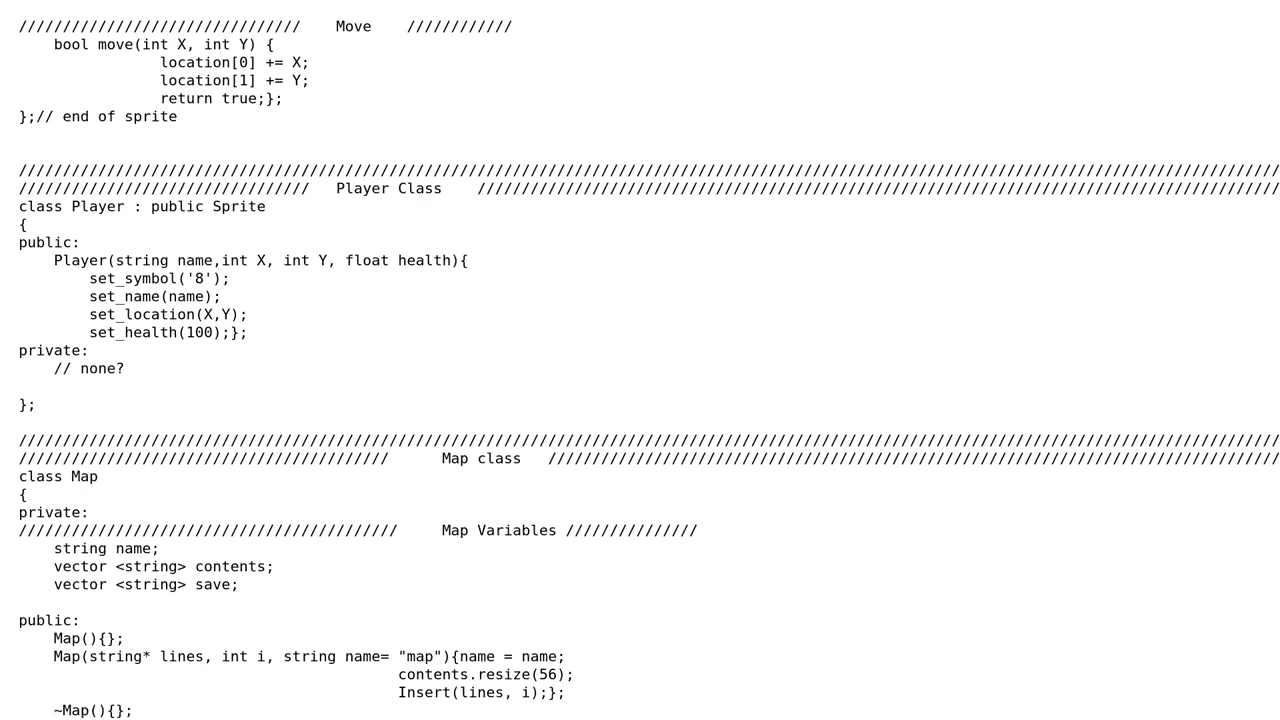 ////////////////////////////////    Move    ////////////
    bool move(int X, int Y) {
                location[0] += X;
                location[1] += Y;
                return true;};
};// end of sprite
////////////////////////////////////////////////////////////////////////////////////////////////////////////////////////////////////////////////
/////////////////////////////////   Player Class    ////////////////////////////////////////////////////////////////////////////////////////////
class Player : public Sprite
{
public:
    Player(string name,int X, int Y, float health){
        set_symbol('8');
        set_name(name);
        set_location(X,Y);
        set_health(100);};
private:
    // none?
};
////////////////////////////////////////////////////////////////////////////////////////////////////////////////////////////////////////////////
//////////////////////////////////////////      Map class   ////////////////////////////////////////////////////////////////////////////////////
class Map
{
private:
///////////////////////////////////////////     Map Variables ///////////////
    string name;
    vector <string> contents;
    vector <string> save;
public:
    Map(){};
    Map(string* lines, int i, string name= "map"){name = name;
                                           contents.resize(56);
                                           Insert(lines, i);};
    ~Map(){};